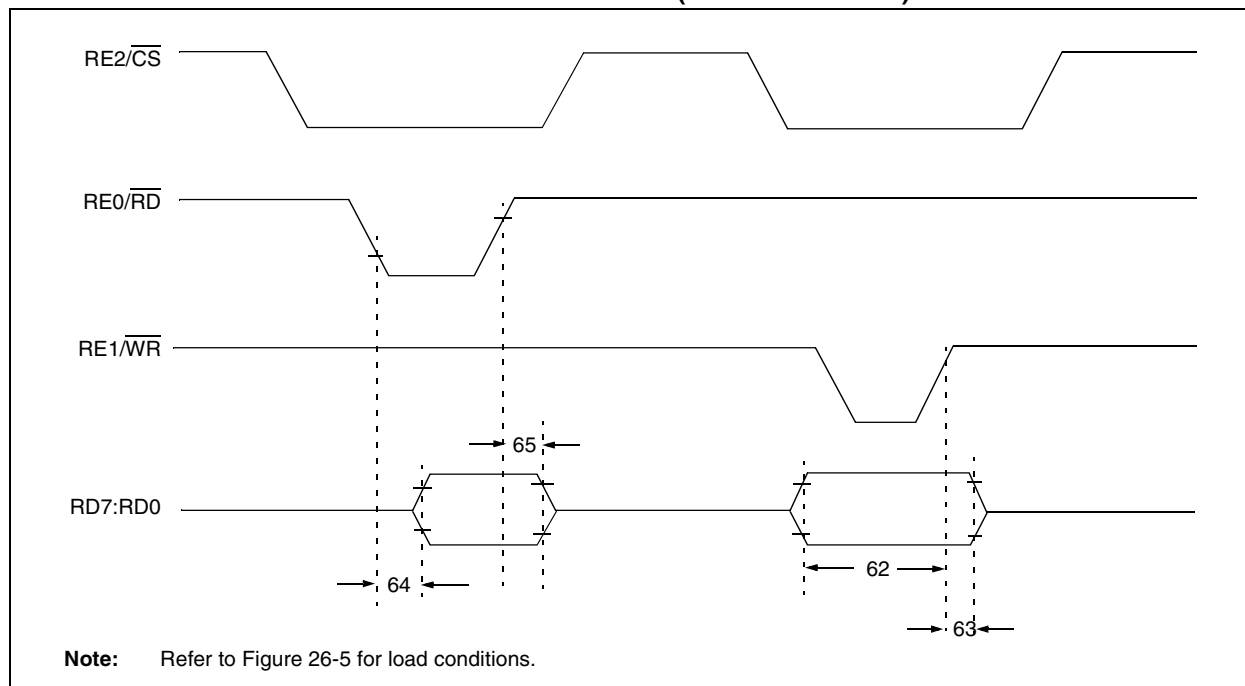 RE2/CS
RE0/RD
RE1/WR
65
RD7:RD0
64
62
63
Note: Refer to Figure 26-5 for load conditions.